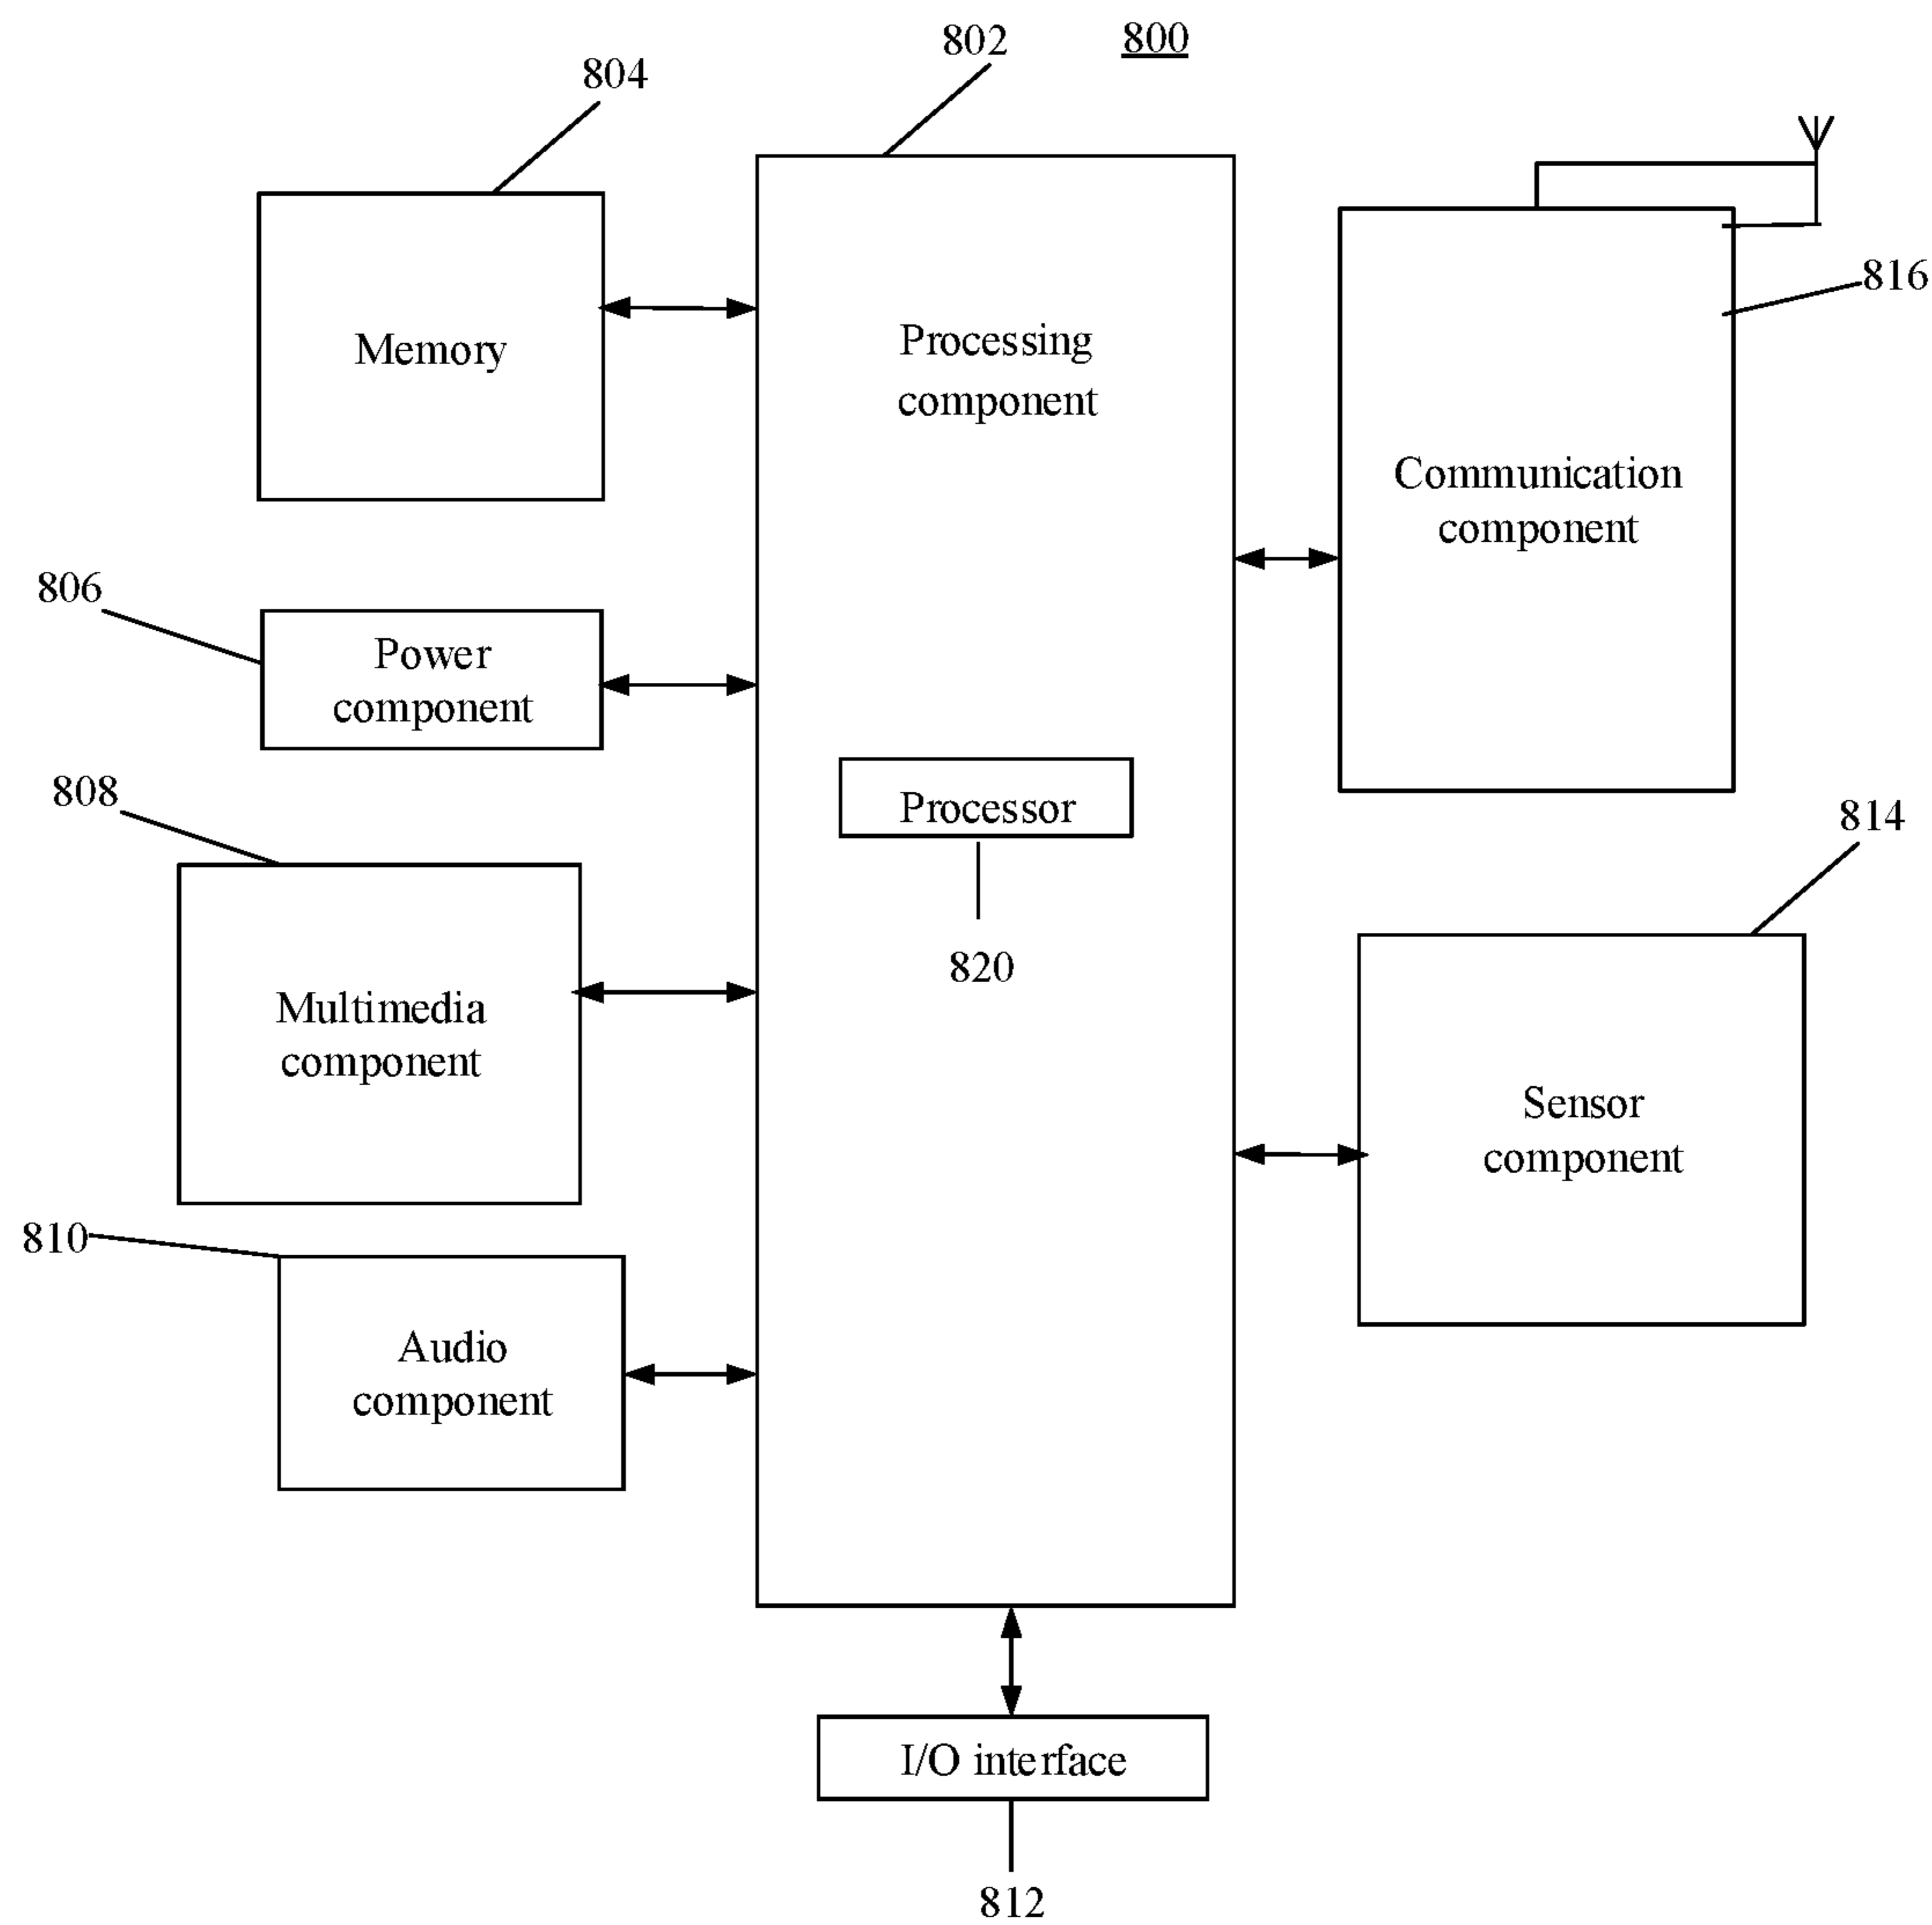 802
800
804
816
Memory
Processing
component
Communication
component
806
Power
component
808
Processor
814
820
Multimedia
component
Sensor
component
810
Audio
component
I/O interface
812